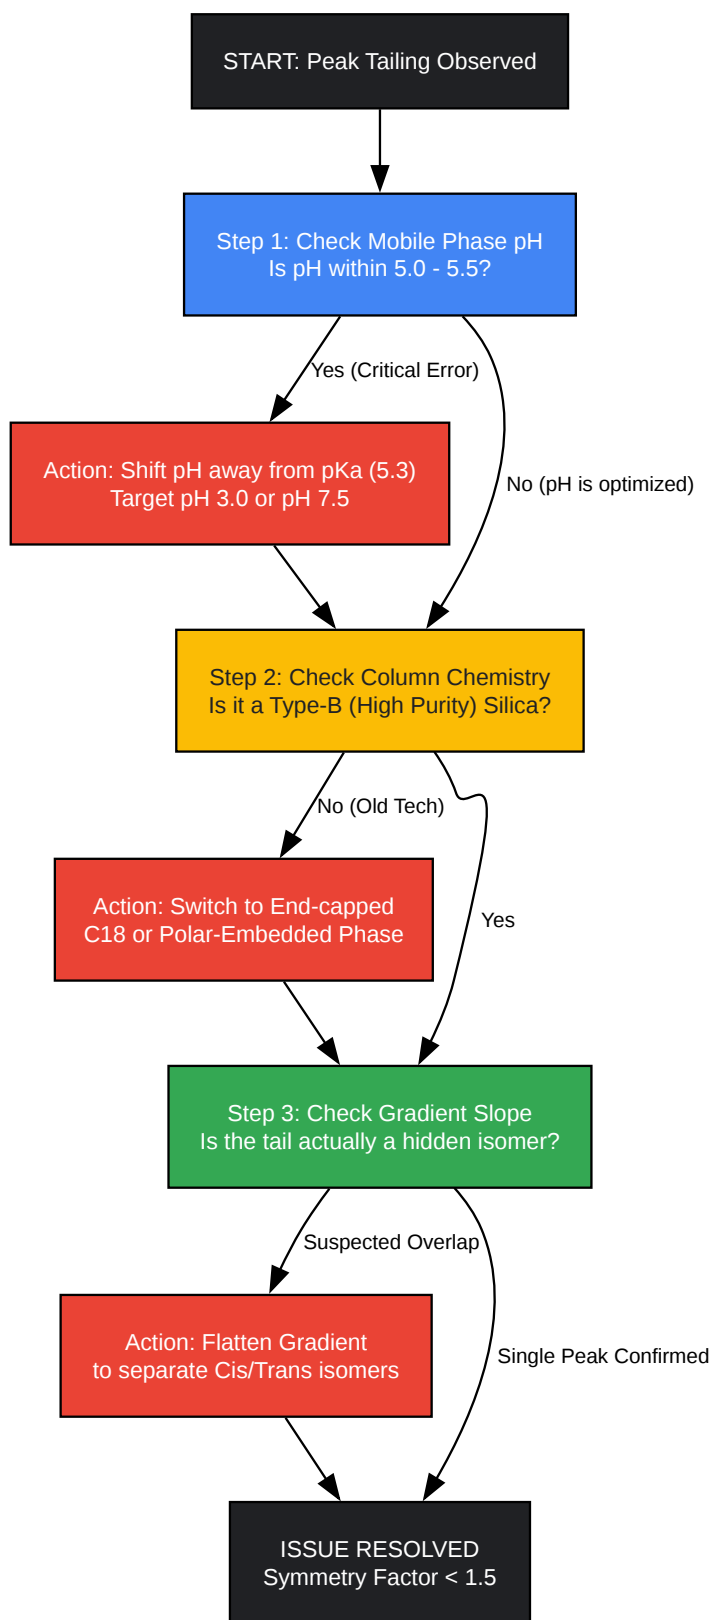 START: Peak Tailing Observed
Step 1: Check Mobile Phase pH
Is pH within 5.0 - 5.5?
Yes (Critical Error)
Action: Shift pH away from pKa (5.3)
Target pH 3.0 or pH 7.5
No (pH is optimized)
Step 2: Check Column Chemistry
Is it a Type-B (High Purity) Silica?
No (Old Tech)
Action: Switch to End-capped
C18 or Polar-Embedded Phase
Yes
Step 3: Check Gradient Slope
Is the tail actually a hidden isomer?
Suspected Overlap
Action: Flatten Gradient
to separate Cis/Trans isomers
Single Peak Confirmed
ISSUE RESOLVED
Symmetry Factor < 1.5